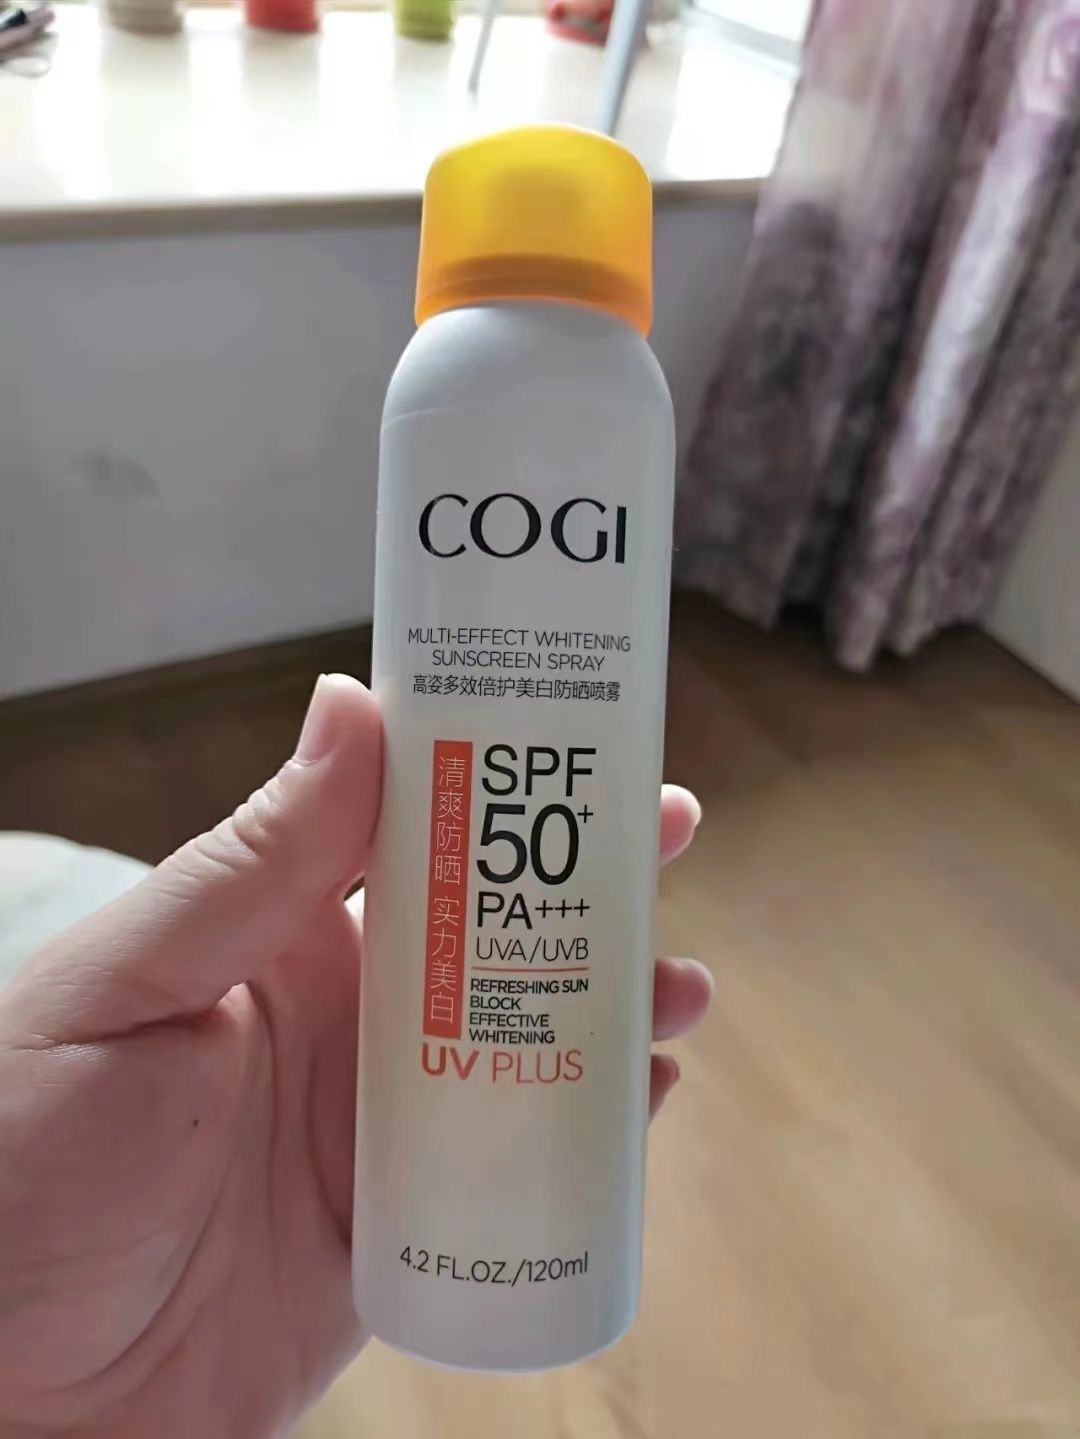 COGI
MULTI-EFFECT WHITENING
SUNSCREEN SPRAY
高姿多效倍护美白防晒喷雾
清爽防晒 实力美白
SPF
50+
PA+++
UVA/UVB
REFRESHING SUN
BLOCK
EFFECTIVE
WHITENING
UV PLUS
4.2 FL.OZ./120ml